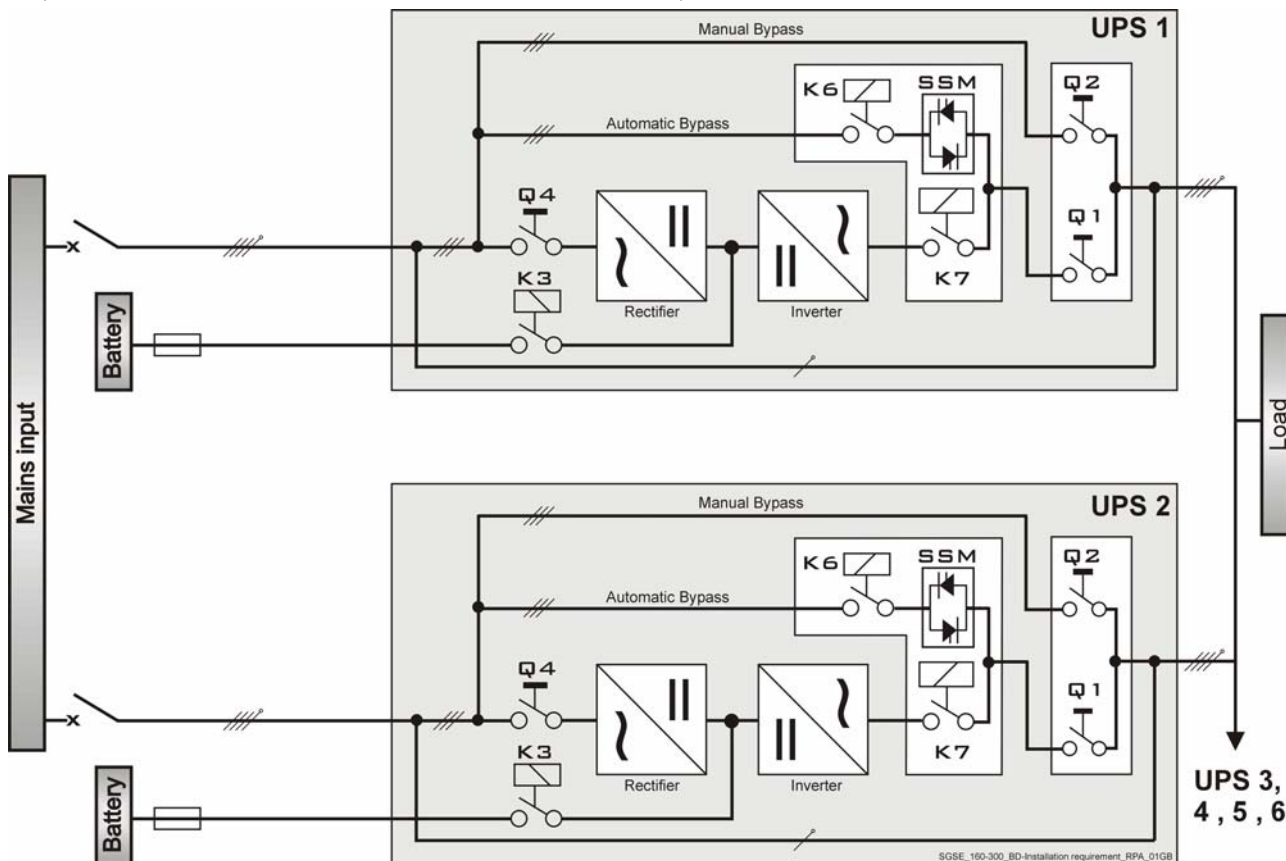 UPS 1
Manual Bypass
K6
SSM
Q2
Automatic Bypass
Q4
Q1
K3
K7
Rectifier
Inverter
Battery
Mains input
Load
UPS 2
Manual Bypass
K6
SSM
Q2
Automatic Bypass
Q4
Q1
K3
K7
Rectifier
Inverter
Battery
UPS 3,
4 , 5 , 6
SGSE_160-300_BD-Installation requirement_RPA_01GB